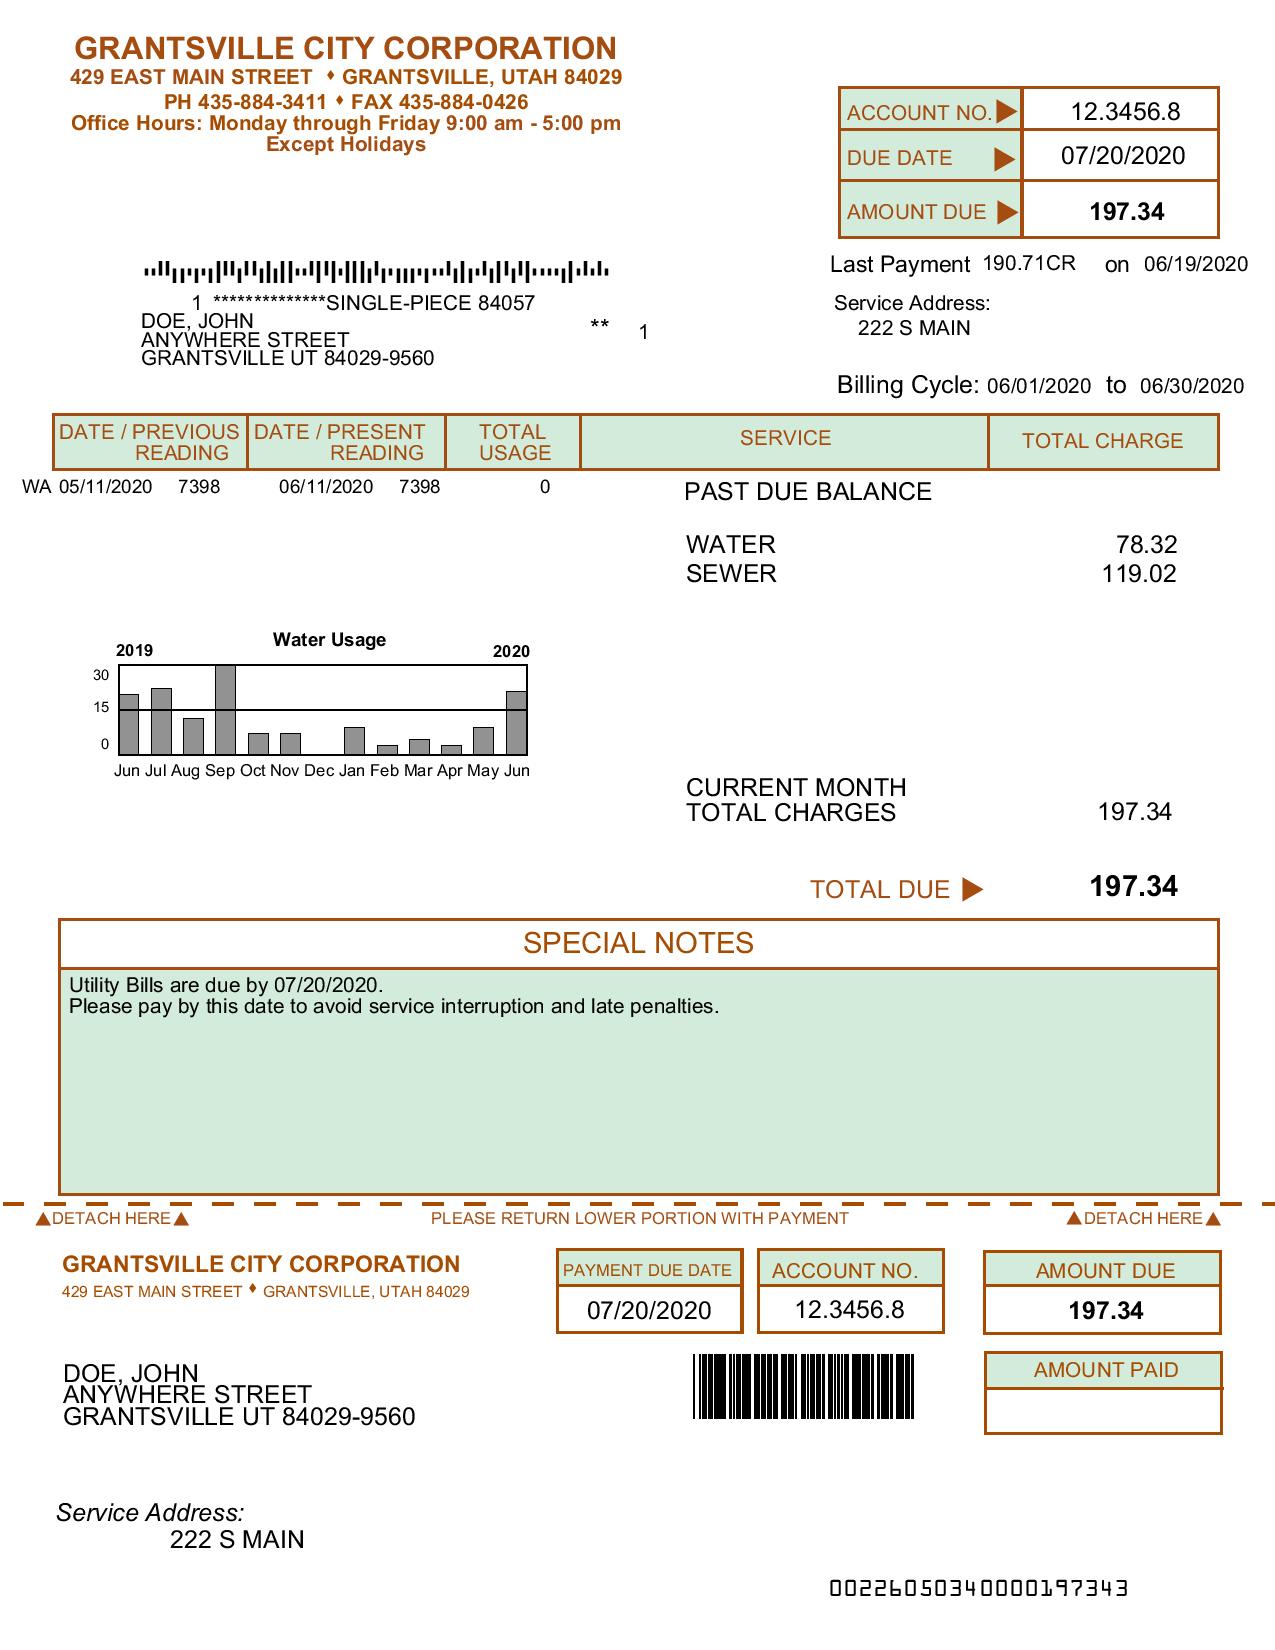 GRANTSVILLE CITY CORPORATION
429 EAST MAIN STREET ♦ GRANTSVILLE, UTAH 84029
PH 435-884-3411 ♦ FAX 435-884-0426
Office Hours: Monday through Friday 9:00 am - 5:00 pm
Except Holidays
ACCOUNT NO. 12.3456.8
DUE DATE 07/20/2020
AMOUNT DUE 197.34
Last Payment 190.71CR on 06/19/2020
Service Address:
222 S MAIN
1 **************SINGLE-PIECE 84057
DOE, JOHN ** 1
ANYWHERE STREET
GRANTSVILLE UT 84029-9560
Billing Cycle: 06/01/2020 to 06/30/2020
DATE / PREVIOUS READING DATE / PRESENT READING TOTAL USAGE SERVICE TOTAL CHARGE
WA 05/11/2020 7398 06/11/2020 7398 0
PAST DUE BALANCE
WATER 78.32
SEWER 119.02
Water Usage
2019 2020
30
15
0
Jun Jul Aug Sep Oct Nov Dec Jan Feb Mar Apr May Jun
CURRENT MONTH
TOTAL CHARGES 197.34
TOTAL DUE 197.34
SPECIAL NOTES
Utility Bills are due by 07/20/2020.
Please pay by this date to avoid service interruption and late penalties.
DETACH HERE PLEASE RETURN LOWER PORTION WITH PAYMENT DETACH HERE
GRANTSVILLE CITY CORPORATION
429 EAST MAIN STREET ♦ GRANTSVILLE, UTAH 84029
PAYMENT DUE DATE ACCOUNT NO. AMOUNT DUE
07/20/2020 12.3456.8 197.34
AMOUNT PAID
DOE, JOHN
ANYWHERE STREET
GRANTSVILLE UT 84029-9560
Service Address:
222 S MAIN
00226050340000197343